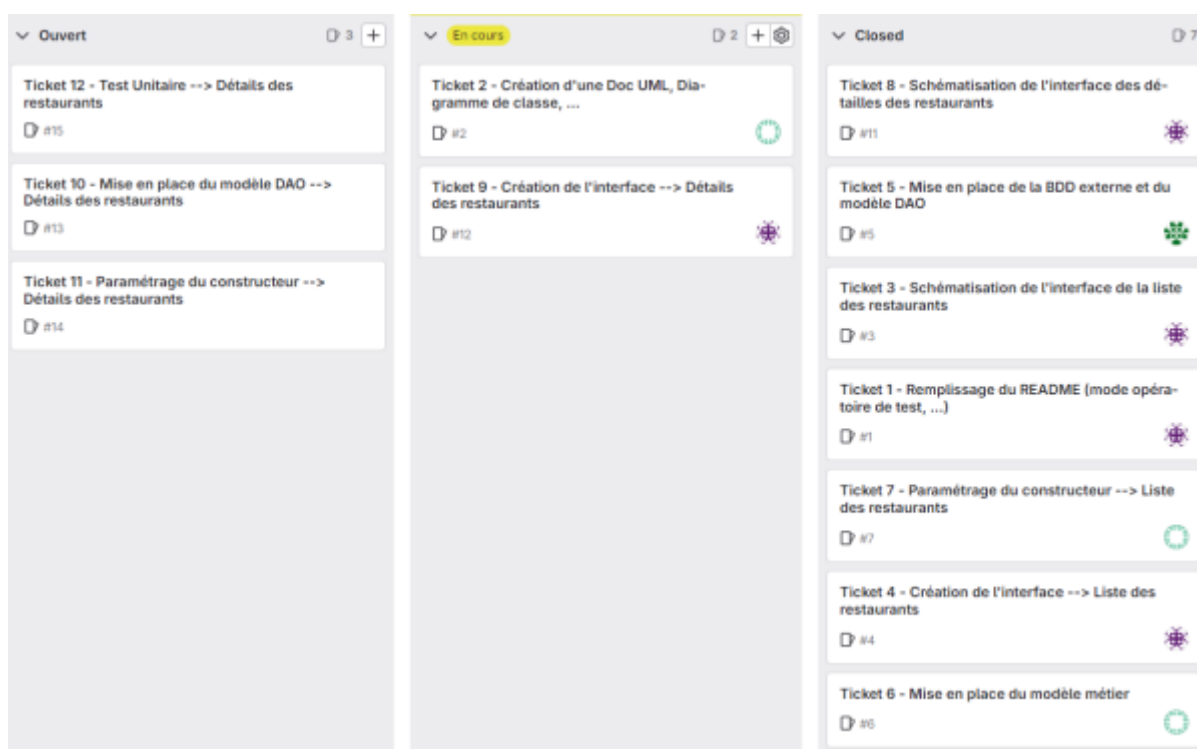 Ouvert
3
Ticket 12 - Test Unitaire --> Détails des
restaurants
#15
Ticket 10 - Mise en place du modèle DAO -->
Détails des restaurants
#13
Ticket 11 - Paramétrage du constructeur -->
Détails des restaurants
#14
En cours
2
Ticket 2 - Création d'une Doc UML, Dia-
gramme de classe, ...
#2
Ticket 9 - Création de l'interface --> Détails
des restaurants
#12
Closed
7
Ticket 8 - Schématisation de l'interface des dé-
tailles des restaurants
#11
Ticket 5 - Mise en place de la BDD externe et du
modèle DAO
#5
Ticket 3 - Schématisation de l'interface de la liste
des restaurants
#3
Ticket 1 - Remplissage du README (mode opéra-
toire de test, ...)
#1
Ticket 7 - Paramétrage du constructeur --> Liste
des restaurants
#7
Ticket 4 - Création de l'interface --> Liste des
restaurants
#4
Ticket 6 - Mise en place du modèle métier
#6